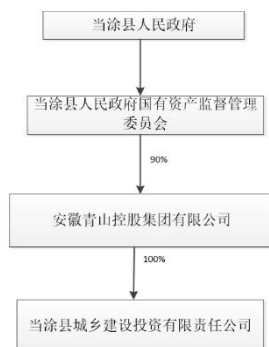 当涂县人民政府
当涂县人民政府国有资产监督管理
委员会
90%
安徽青山控股集团有限公司
100%
当涂县城乡建设投资有限责任公司